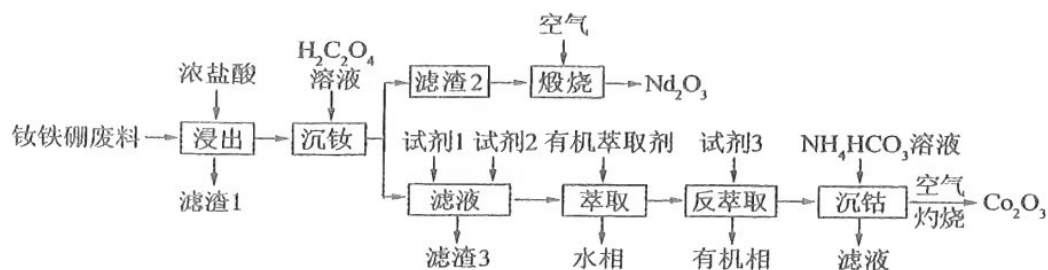 空气
H₂C₂O₄
浓盐酸 溶液 滤渣2 煅烧 Nd₂O₃
钕铁硼废料 浸出 沉钕 试剂1 试剂2 有机萃取剂 试剂3 NH₄HCO₃溶液
滤渣1 滤液 萃取 反萃取 沉钴 空气 灼烧 Co₂O₃
滤渣3 水相 有机相 滤液